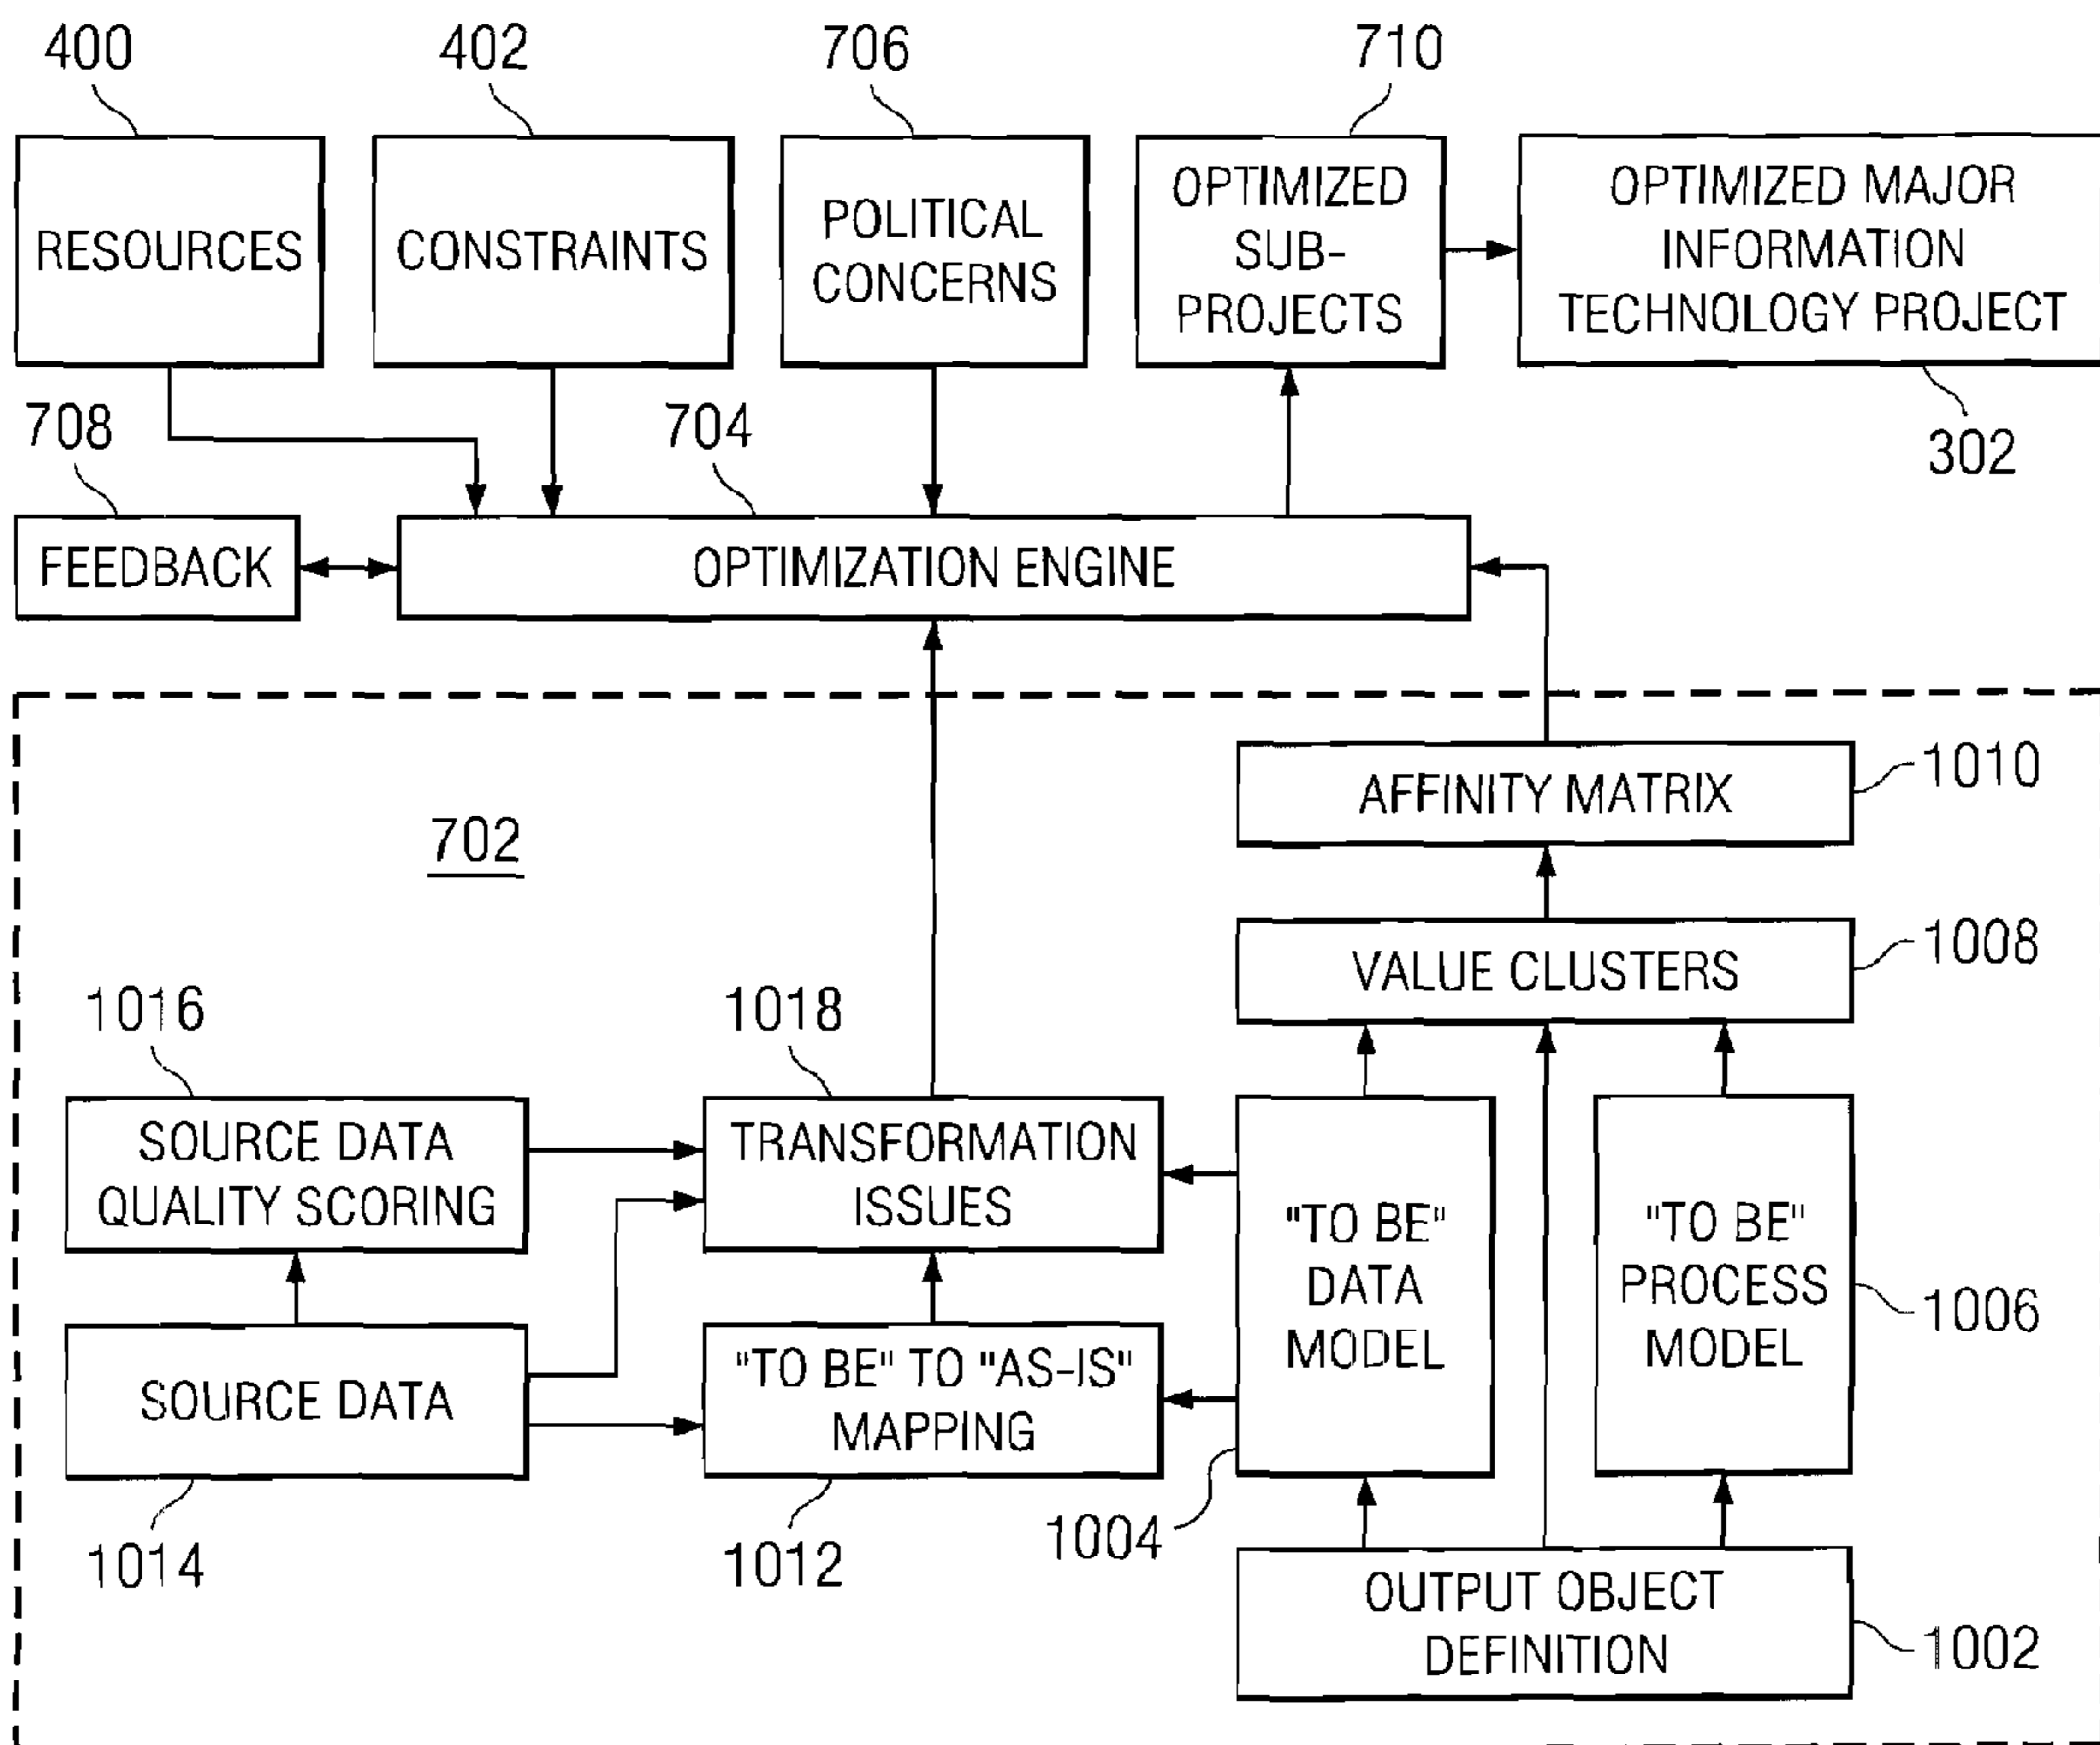 400
402
706
710
RESOURCES
CONSTRAINTS
POLITICAL
CONCERNS
OPTIMIZED
SUB-
PROJECTS
OPTIMIZED MAJOR
INFORMATION
TECHNOLOGY PROJECT
708
704
302
FEEDBACK
OPTIMIZATION ENGINE
702
AFFINITY MATRIX
1010
VALUE CLUSTERS
1008
1016
1018
SOURCE DATA
QUALITY SCORING
TRANSFORMATION
ISSUES
"TO BE"
DATA
MODEL
"TO BE"
PROCESS
MODEL
1006
SOURCE DATA
"TO BE" TO "AS-IS"
MAPPING
1014
1012
1004
OUTPUT OBJECT
DEFINITION
1002